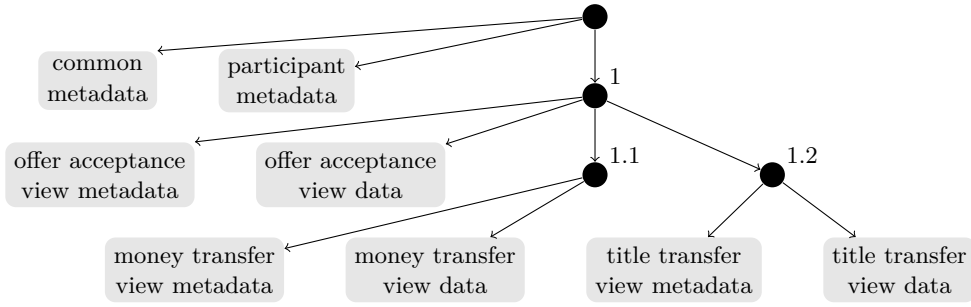 common
metadata
participant
metadata
1
offer acceptance
view metadata
offer acceptance
view data
1.1
1.2
money transfer
view metadata
money transfer
view data
title transfer
view metadata
title transfer
view data